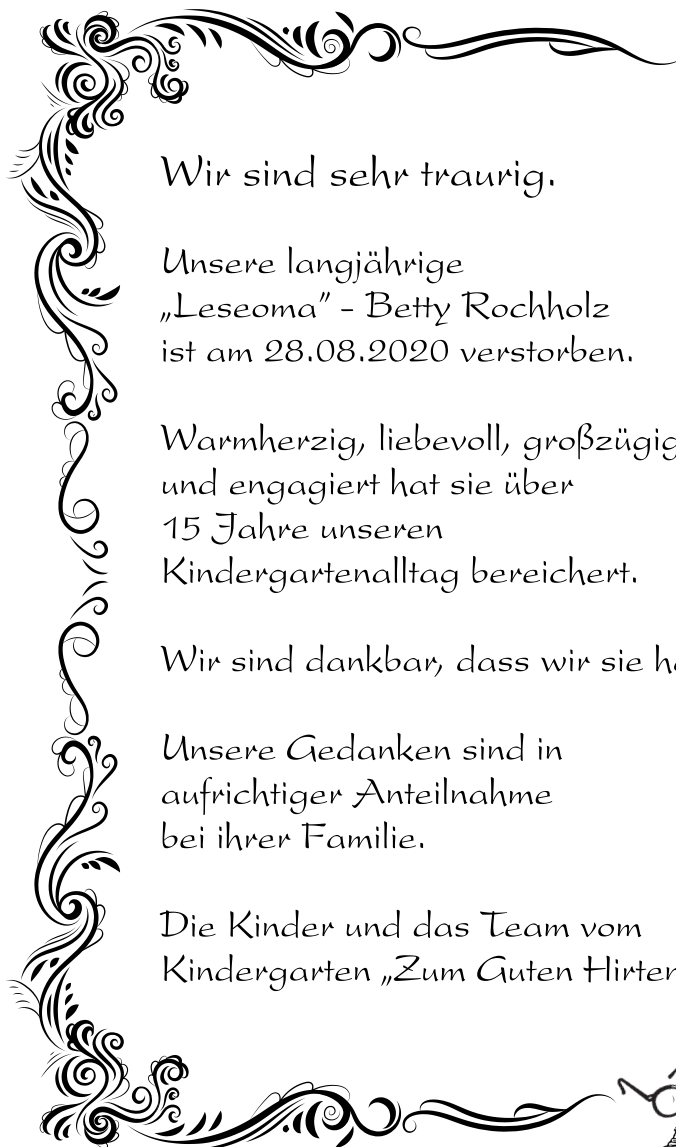 Wir sind sehr traurig.
Unsere langjährige
„Leseoma" - Betty Rochholz
ist am 28.08.2020 verstorben.
Warmherzig, liebevoll, großzügig
und engagiert hat sie über
15 Jahre unseren
Kindergartenalltag bereichert.
Wir sind dankbar, dass wir sie
Unsere Gedanken sind in
aufrichtiger Anteilnahme
bei ihrer Familie.
Die Kinder und das Team vom
Kindergarten „Zum Guten Hirten